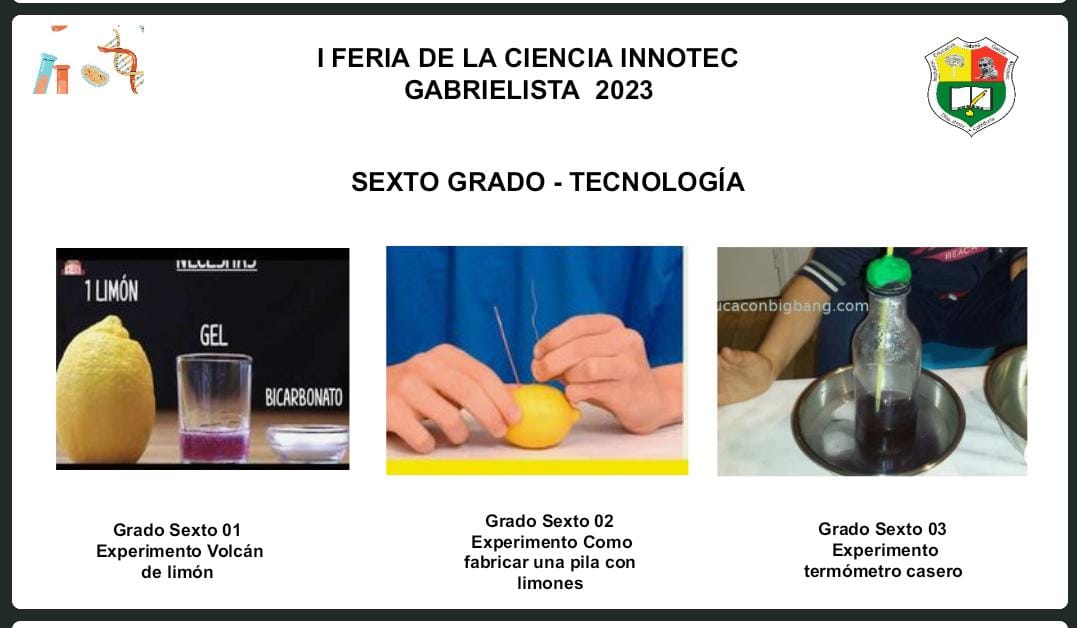 I FERIA DE LA CIENCIA INNOTEC
GABRIELISTA 2023
SEXTO GRADO - TECNOLOGÍA
NECESITAS
1 LIMÓN
GEL
BICARBONATO
ucaconbigbang.com
BEACH
Grado Sexto 01
Experimento Volcán
de limón
Grado Sexto 02
Experimento Como
fabricar una pila con
limones
Grado Sexto 03
Experimento
termómetro casero